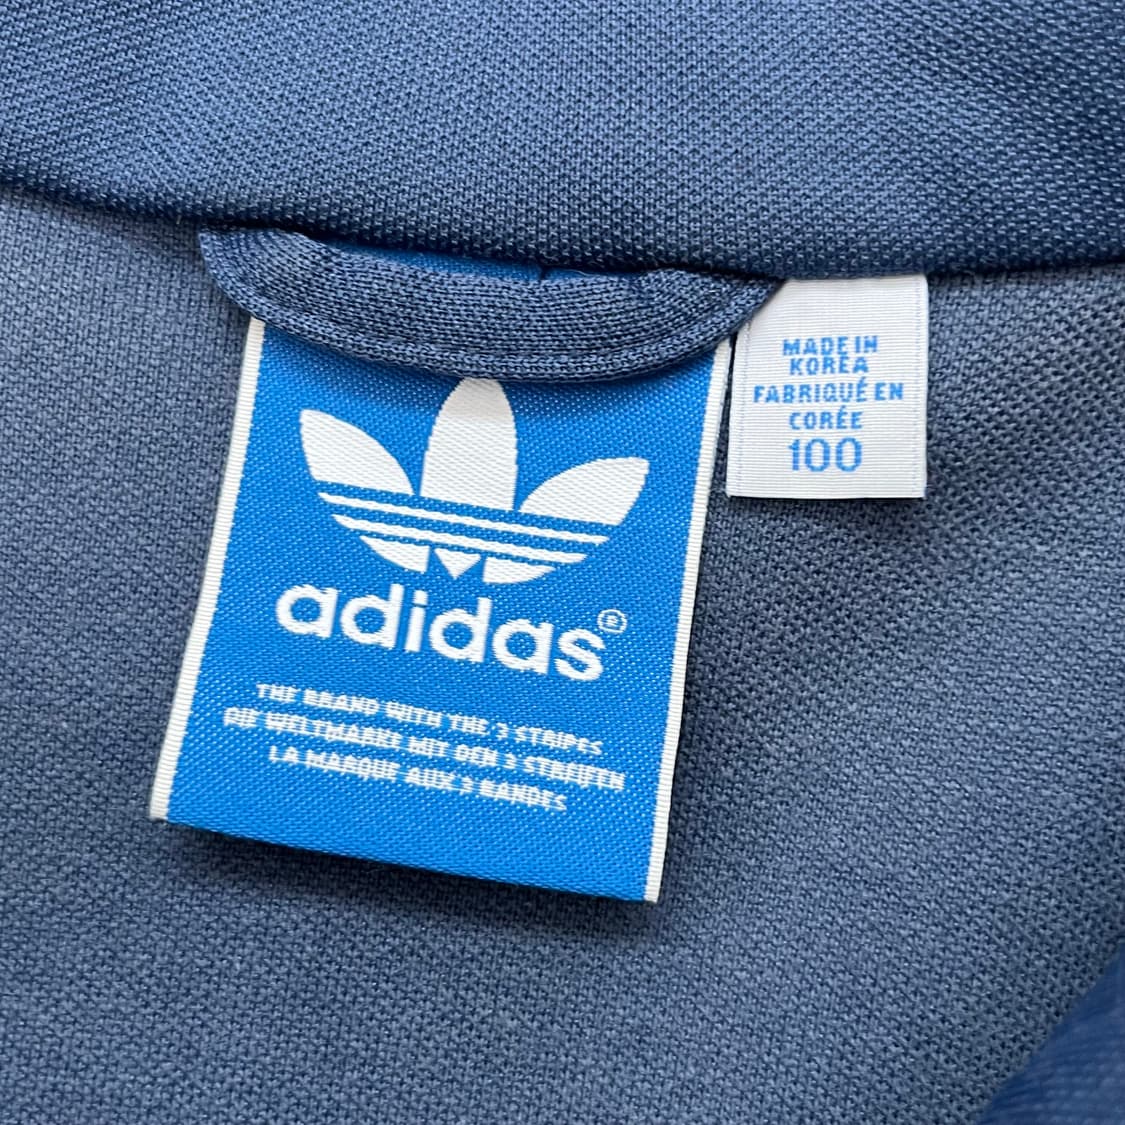 adidas®
THE BRAND WITH THE 3 STRIPES
DIE WELTMARKE MIT DEN 3 STREIFEN
LA MARQUE AUX 3 BANDES
MADE IN
KOREA
FABRIQUÉ EN
CORÉE
100